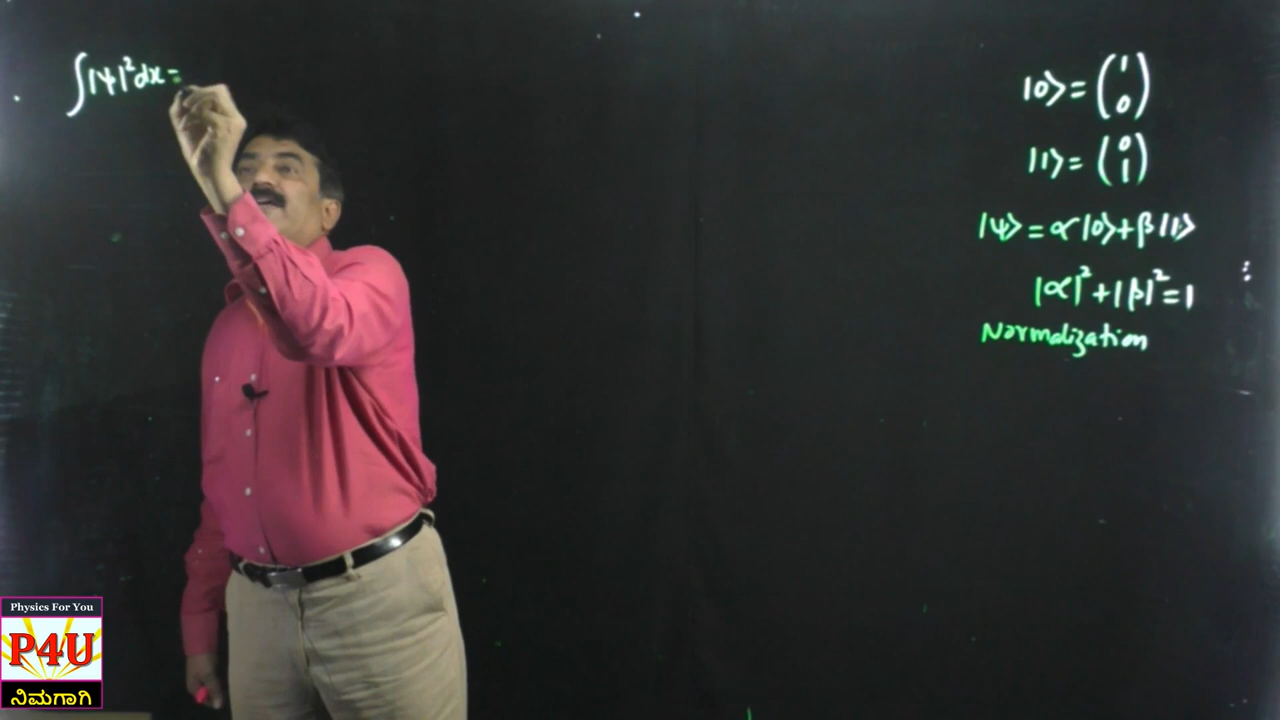 ∫|ψ|²dx=
|0⟩ = (1 0)
|1⟩ = (0 1)
|ψ⟩ = α|0⟩+β|1⟩
|α|²+|β|²=1
Normalization
Physics For You
P4U
ನಿಮಗಾಗಿ